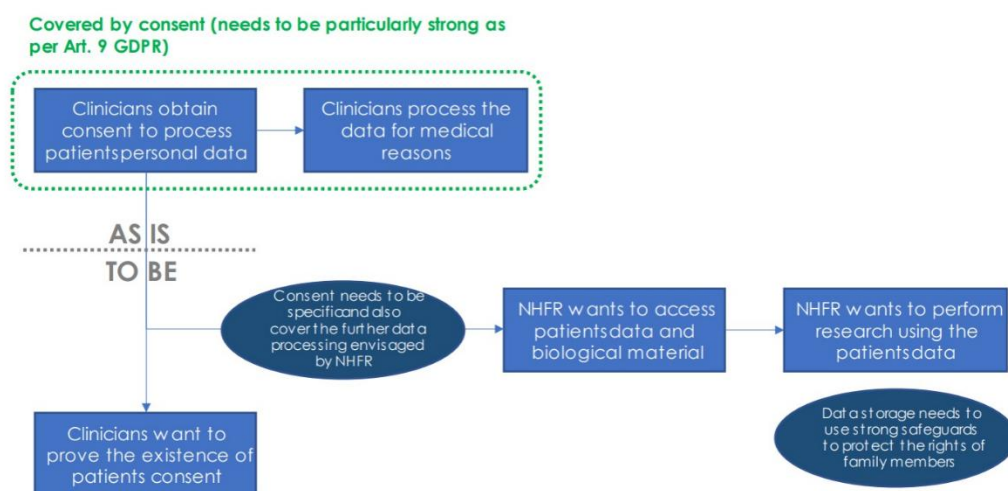 Covered by consent (needs to be particularly strong as
per Art. 9 GDPR)
Clinicians obtain
consent to process
patientspersonal data
Clinicians process the
data for medical
reasons
AS IS
TO BE
Consent needs to be
specificand also
cover the further data
processing envisaged
by NHFR
NHFR wants to access
patientsdata and
biological material
NHFR wants to perform
research using the
patientsdata
Clinicians want to
prove the existence of
patients consent
Data storage needs to
use strong safeguards
to protect the rights of
family members